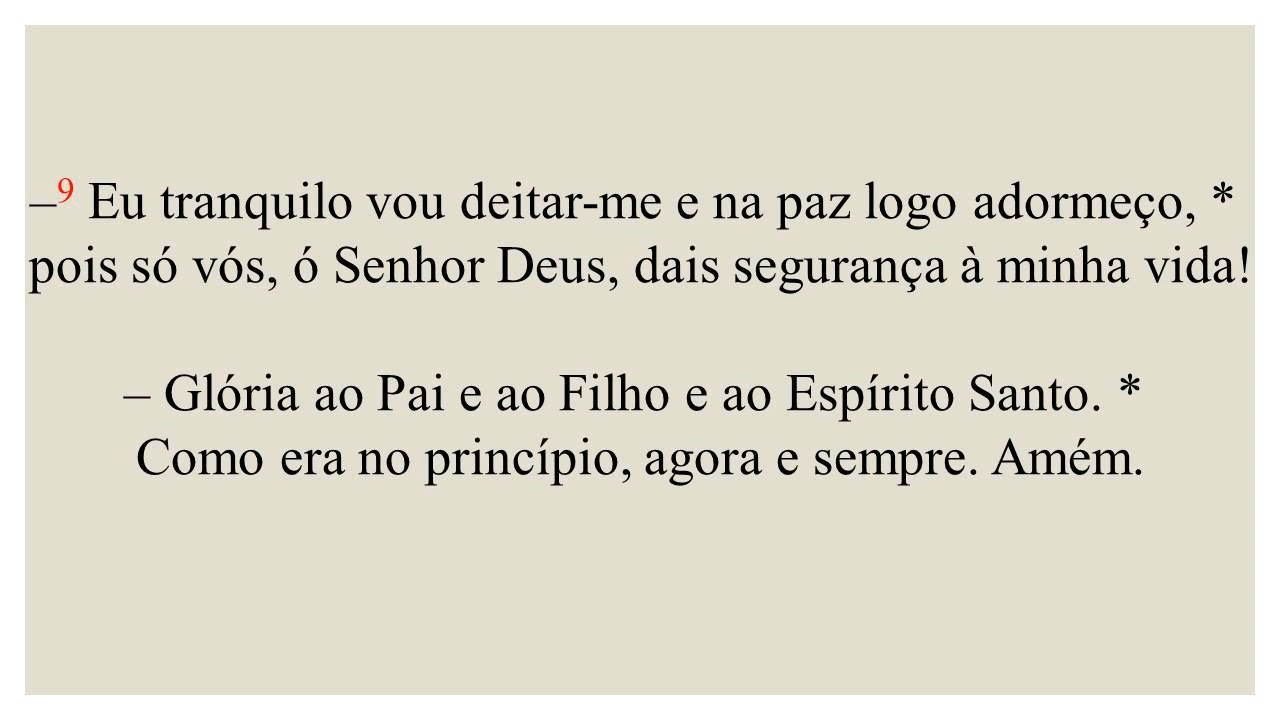 –9 Eu tranquilo vou deitar-me e na paz logo adormeço, *
pois só vós, ó Senhor Deus, dais segurança à minha vida!
– Glória ao Pai e ao Filho e ao Espírito Santo. *
Como era no princípio, agora e sempre. Amém.